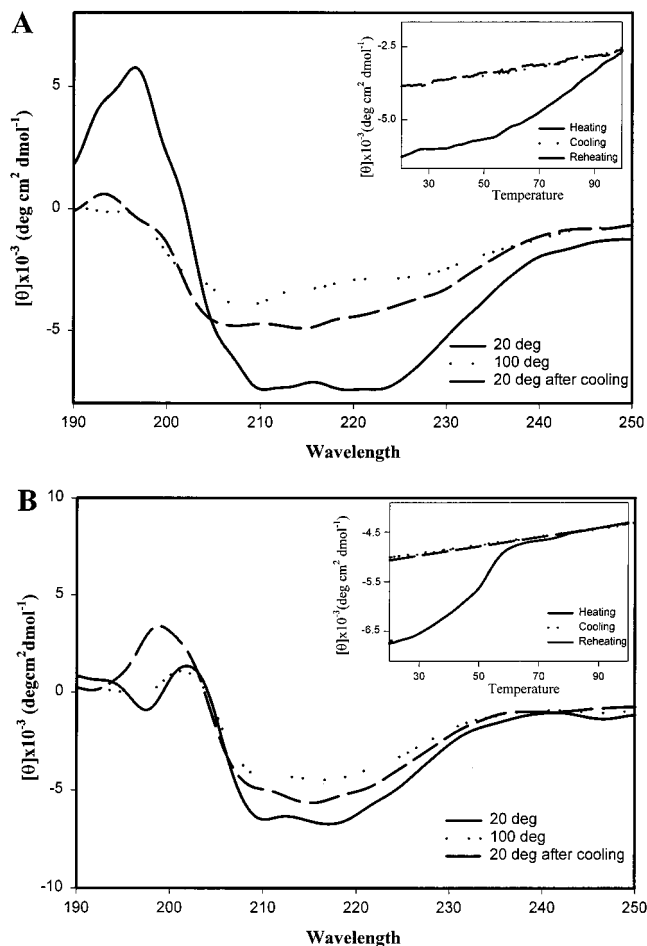 A
[θ]x10⁻³ (deg cm² dmol⁻¹)
5
0
-5
190
200
210
220
230
240
250
Wavelength
20 deg
100 deg
20 deg after cooling
[θ]x10⁻³ (deg cm² dmol⁻¹)
-2.5
-5.0
30
50
70
90
Temperature
Heating
Cooling
Reheating
B
[θ]x10⁻³ (degcm²dmol⁻¹)
10
5
0
-5
-10
190
200
210
220
230
240
250
Wavelength
20 deg
100 deg
20 deg after cooling
[θ]x10⁻³ (deg cm² dmol⁻¹)
-4.5
-5.5
-6.5
30
50
70
90
Temperature
Heating
Cooling
Reheating